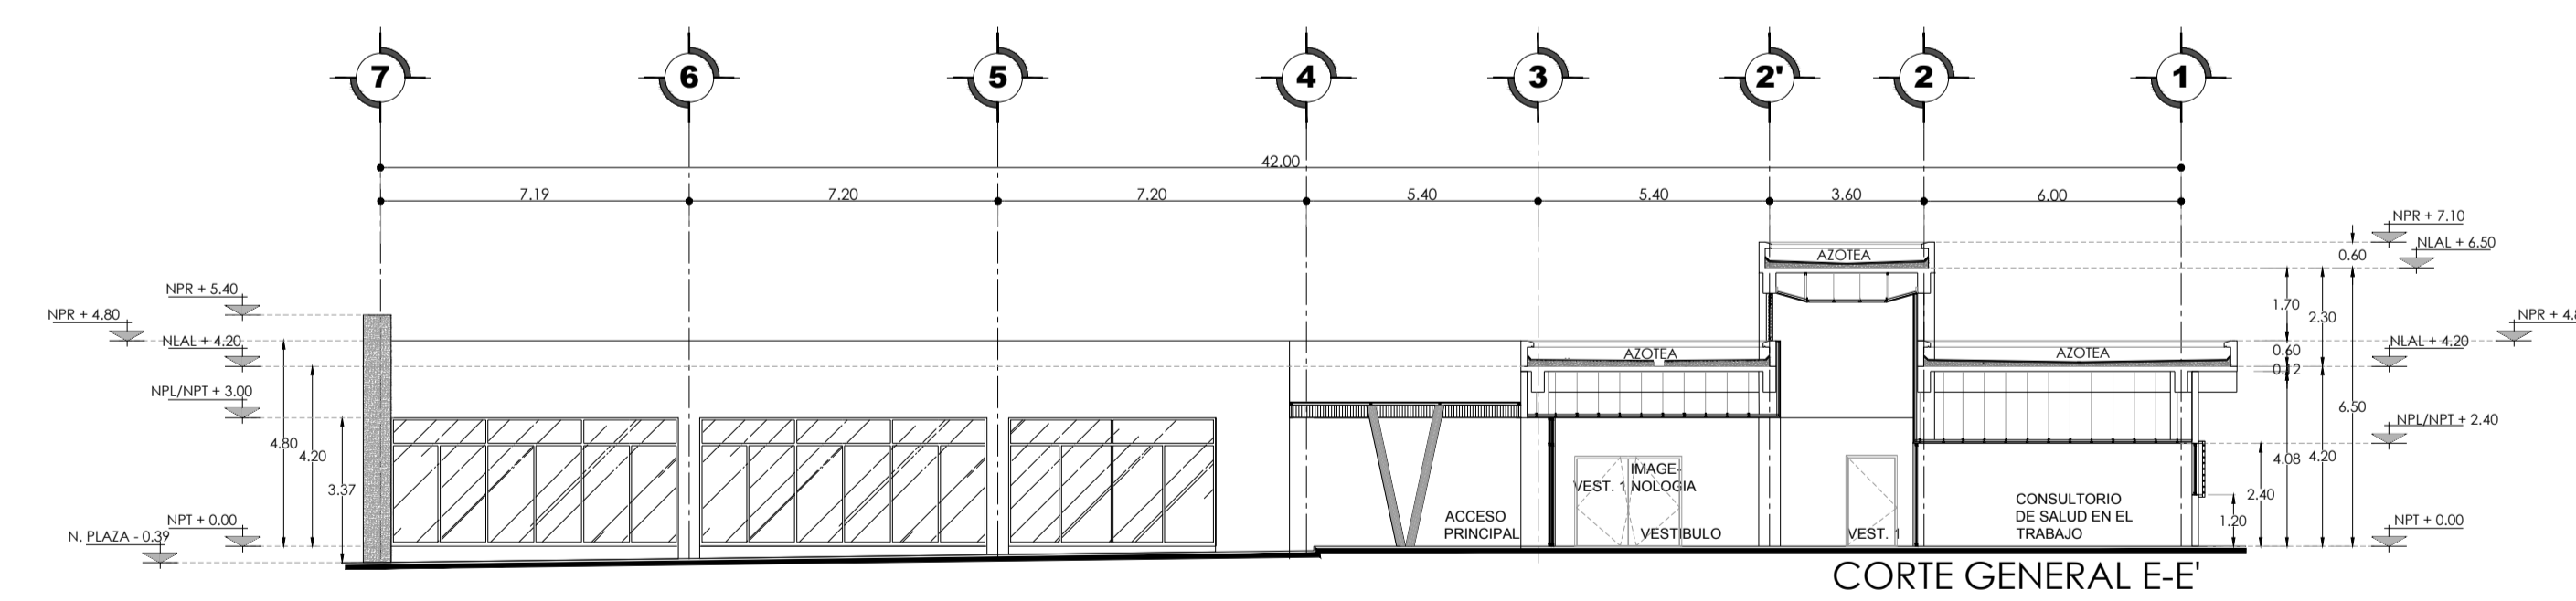 7 6 5 4 3 2' 2 1
42.00
7.19 7.20 7.20 5.40 5.40 3.60 6.00
NPR + 7.10
NLAL + 6.50
0.60
AZOTEA
NPR + 5.40
NPR + 4.80
NLAL + 4.20
NPL/NPT + 3.00
4.80
4.20
3.37
NPT + 0.00
N. PLAZA - 0.39
AZOTEA
AZOTEA
1.70
2.30
0.60
0.12
6.50
4.08
4.20
2.40
1.20
NPR + 4.8
NLAL + 4.20
NPL/NPT + 2.40
NPT + 0.00
IMAGE-
NOLOGIA
VEST. 1
ACCESO
PRINCIPAL
VESTIBULO
VEST. 1
CONSULTORIO
DE SALUD EN EL
TRABAJO
CORTE GENERAL E-E'